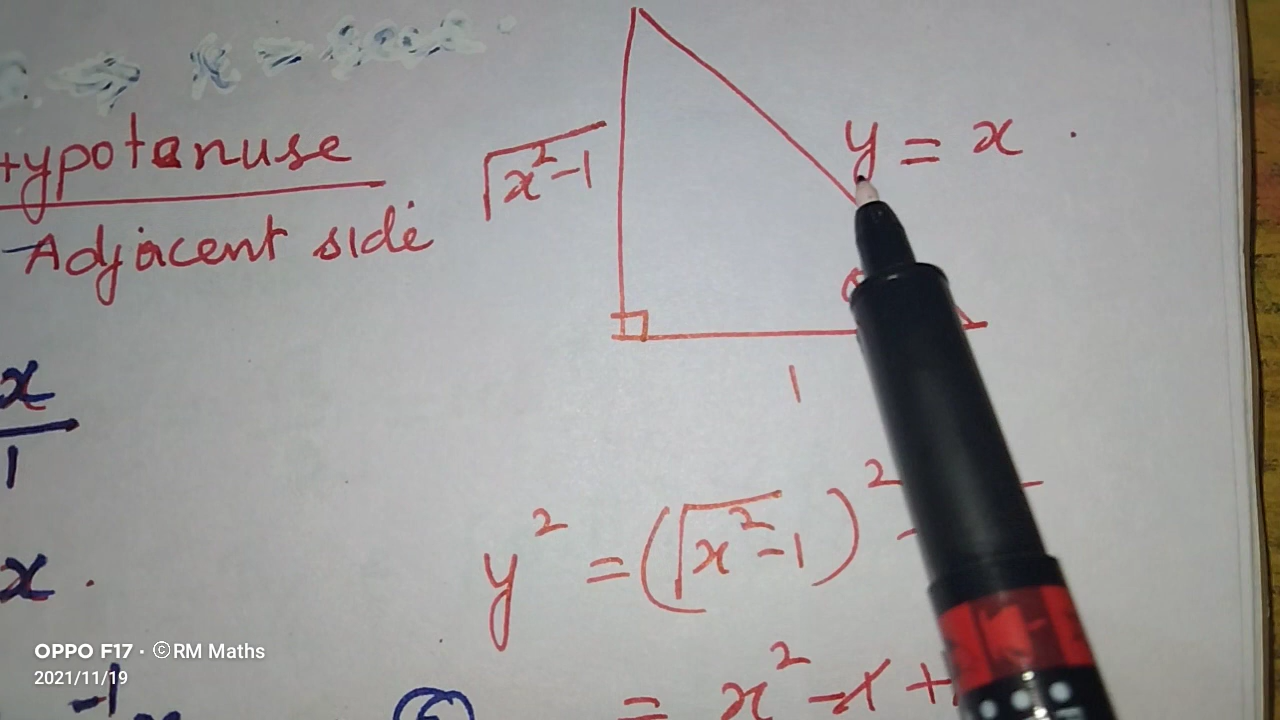 Hypotenuse
Adjacent side
x
1
x .
-1
√x²-1
y = x .
1
y² = (√x²-1)²
= x² -1 +
OPPO F17 · ©RM Maths
2021/11/19